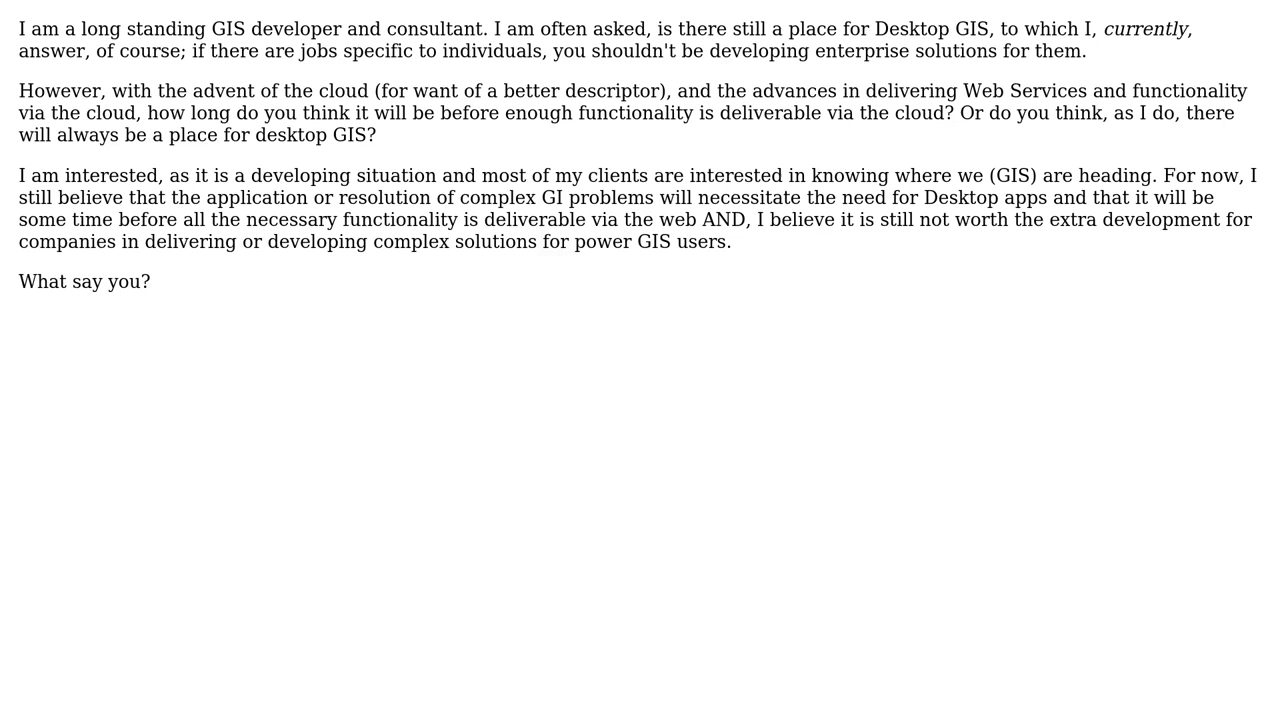 I am a long standing GIS developer and consultant. I am often asked, is there still a place for Desktop GIS, to which I, currently,
answer, of course; if there are jobs specific to individuals, you shouldn't be developing enterprise solutions for them.
However, with the advent of the cloud (for want of a better descriptor), and the advances in delivering Web Services and functionality
via the cloud, how long do you think it will be before enough functionality is deliverable via the cloud? Or do you think, as I do, there
will always be a place for desktop GIS?
I am interested, as it is a developing situation and most of my clients are interested in knowing where we (GIS) are heading. For now, I
still believe that the application or resolution of complex GI problems will necessitate the need for Desktop apps and that it will be
some time before all the necessary functionality is deliverable via the web AND, I believe it is still not worth the extra development for
companies in delivering or developing complex solutions for power GIS users.
What say you?